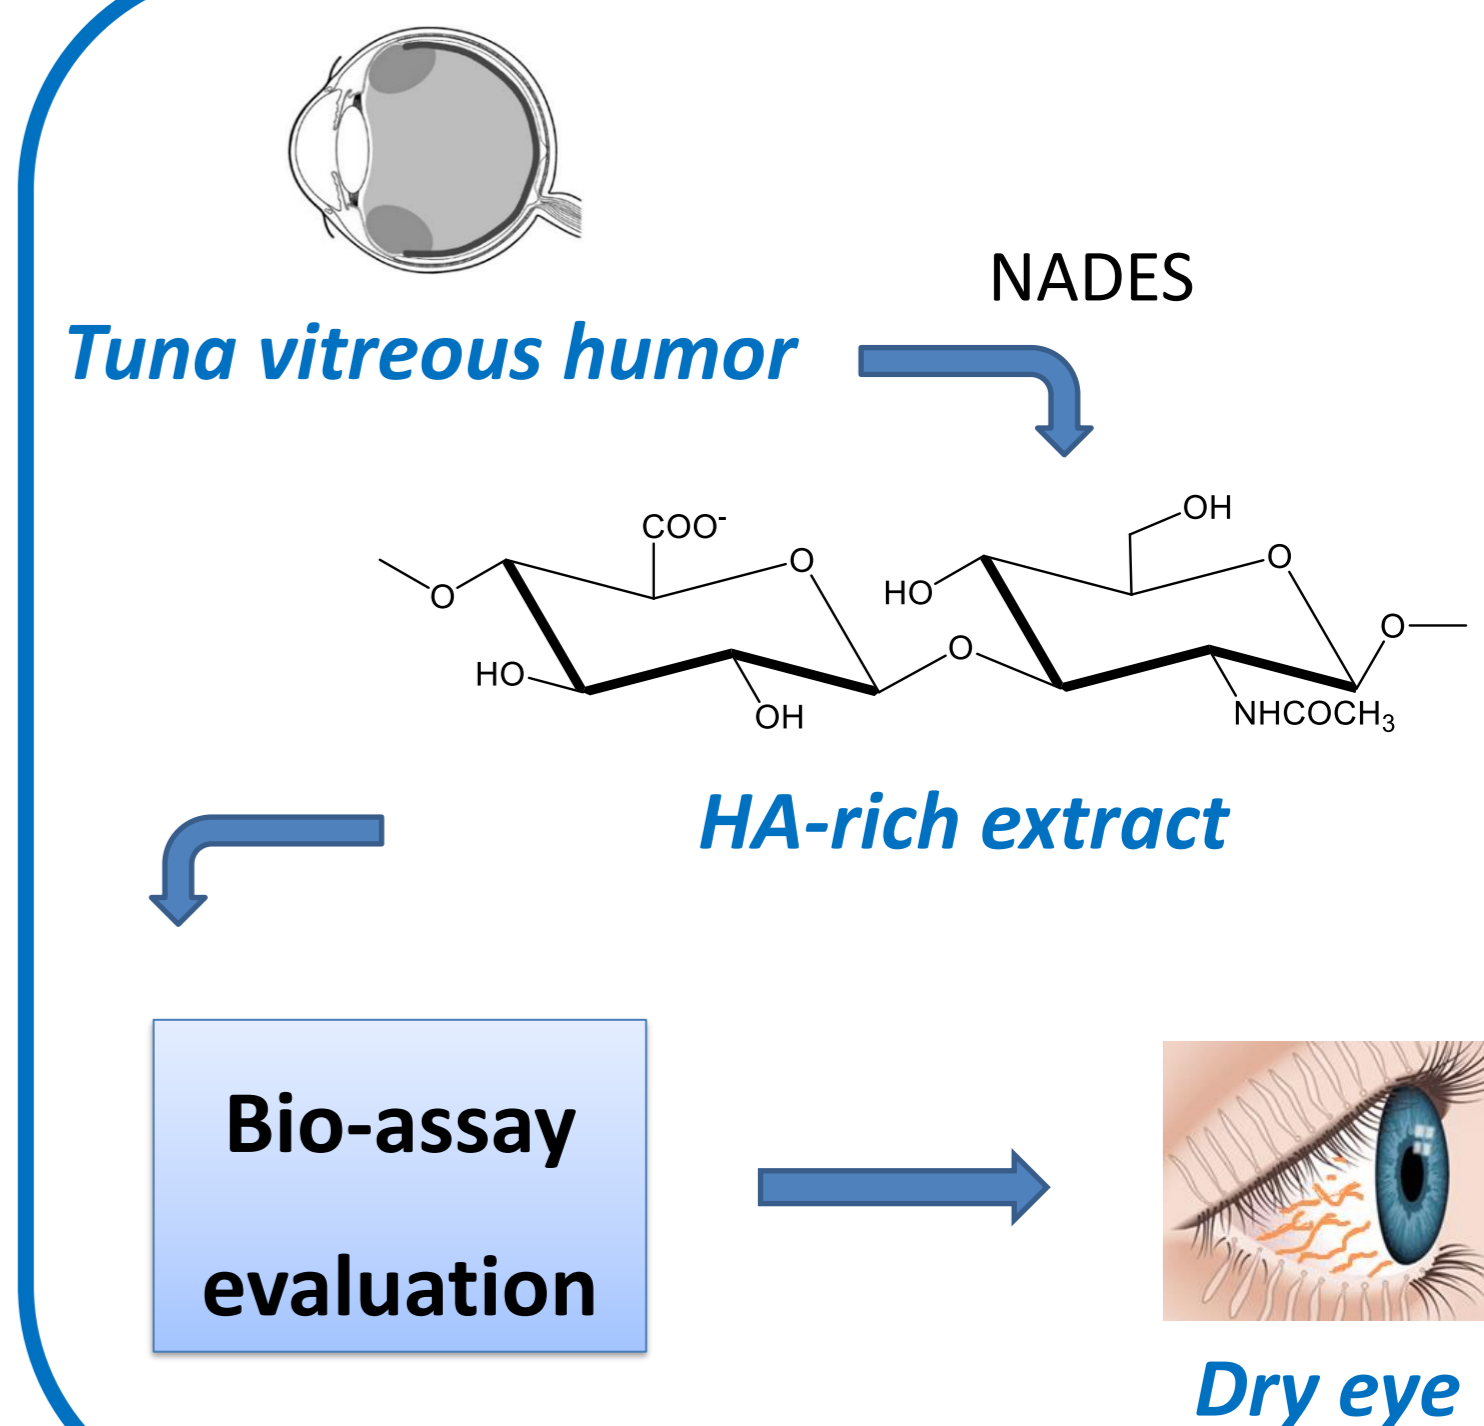 NADES
Tuna vitreous humor
COO-
OH
O
O
O
HO
O
O
HO
OH
NHCOCH3
HA-rich extract
Bio-assay
evaluation
Dry eye